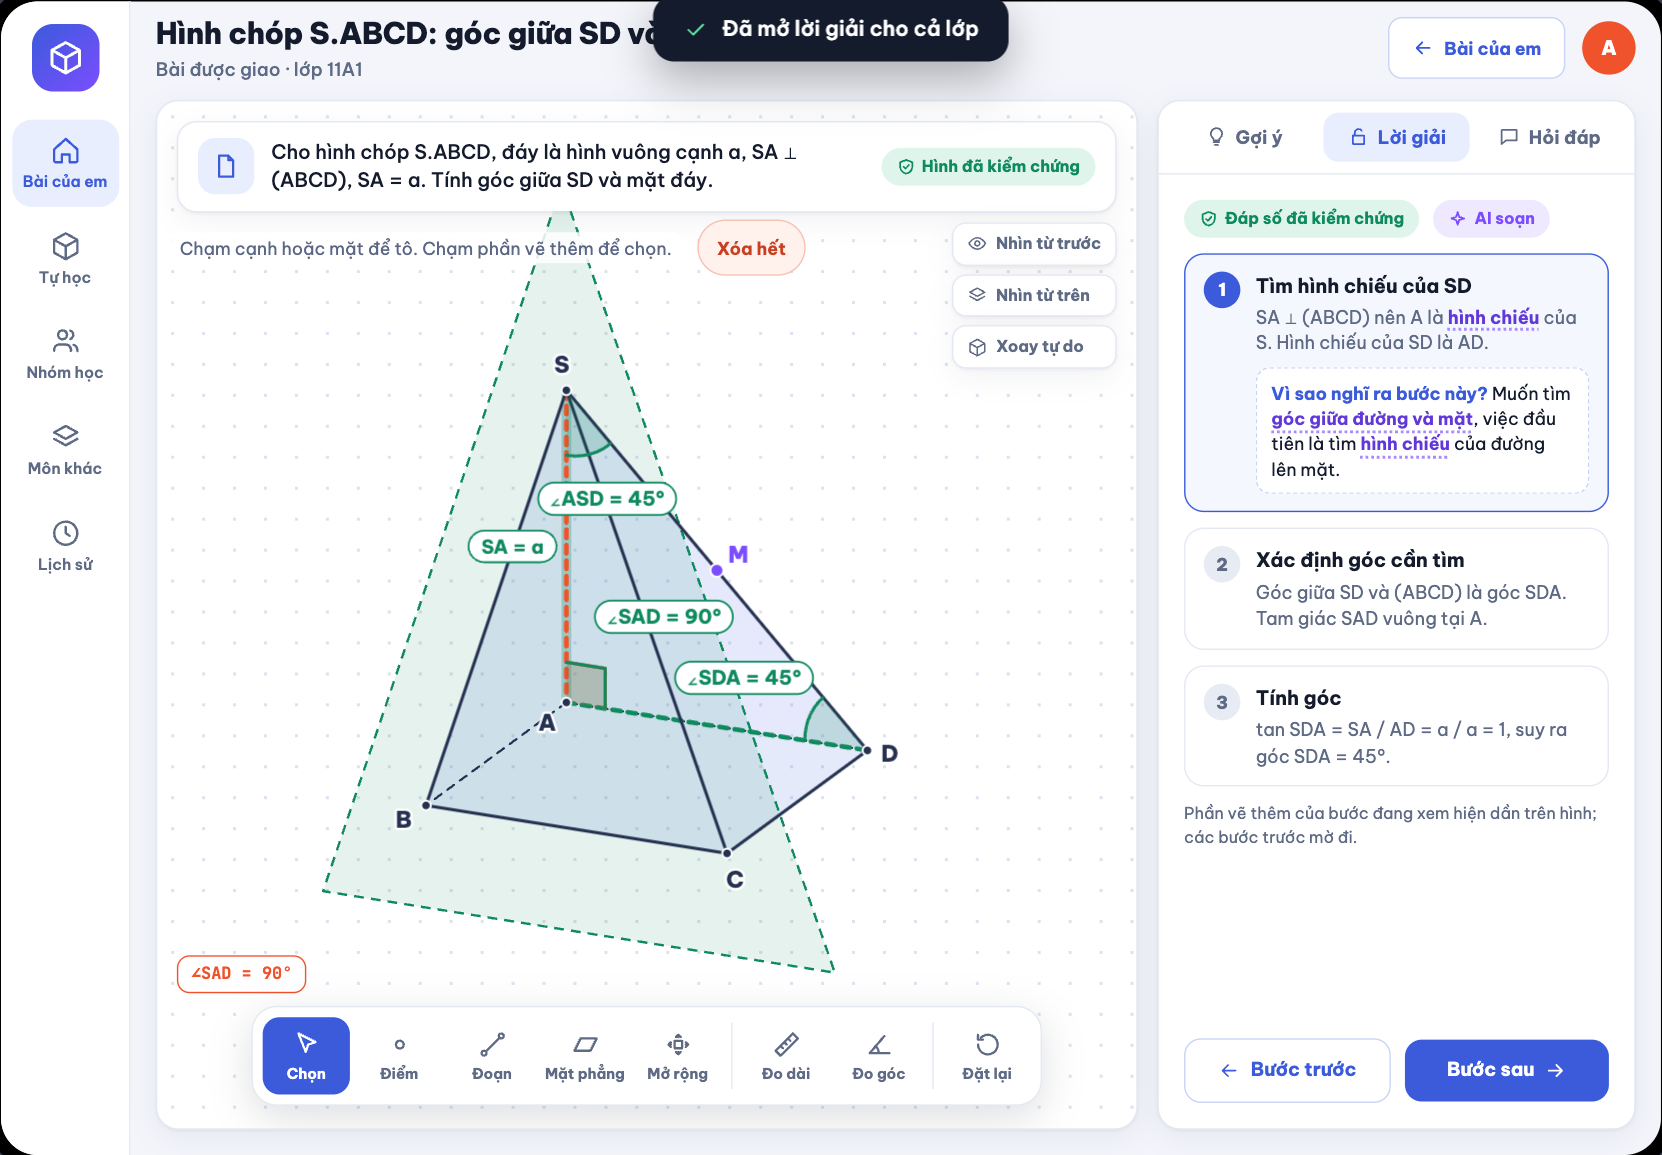 Hình chóp S.ABCD: góc giữa SD và
Đã mở lời giải cho cả lớp
Bài được giao · lớp 11A1
Bài của em
A
Bài của em
Tự học
Nhóm học
Môn khác
Lịch sử
Cho hình chóp S.ABCD, đáy là hình vuông cạnh a, SA ⊥
(ABCD), SA = a. Tính góc giữa SD và mặt đáy.
Hình đã kiểm chứng
Chạm cạnh hoặc mặt để tô. Chạm phần vẽ thêm để chọn.
Xóa hết
Nhìn từ trước
Nhìn từ trên
Xoay tự do
S
∠ASD = 45°
SA = a
M
∠SAD = 90°
∠SDA = 45°
A
D
B
C
∠SAD = 90°
Chọn
Điểm
Đoạn
Mặt phẳng
Mở rộng
Đo dài
Đo góc
Đặt lại
Gợi ý
Lời giải
Hỏi đáp
Đáp số đã kiểm chứng
AI soạn
1
Tìm hình chiếu của SD
SA ⊥ (ABCD) nên A là hình chiếu của
S. Hình chiếu của SD là AD.
Vì sao nghĩ ra bước này? Muốn tìm
góc giữa đường và mặt, việc đầu
tiên là tìm hình chiếu của đường
lên mặt.
2
Xác định góc cần tìm
Góc giữa SD và (ABCD) là góc SDA.
Tam giác SAD vuông tại A.
3
Tính góc
tan SDA = SA / AD = a / a = 1, suy ra
góc SDA = 45°.
Phần vẽ thêm của bước đang xem hiện dần trên hình;
các bước trước mờ đi.
Bước trước
Bước sau